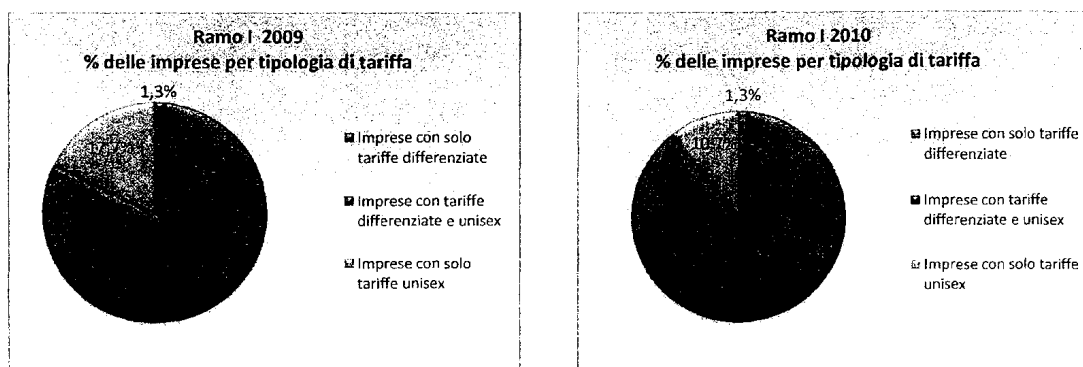 Ramo I 2009
% delle imprese per tipologia di tariffa
1,3%
Imprese con solo
tariffe differenziate
Imprese con tariffe
differenziate e unisex
Imprese con solo
tariffe unisex
Ramo I 2010
% delle imprese per tipologia di tariffa
1,3%
Imprese con solo tariffe
differenziate
Imprese con tariffe
differenziate e unisex
Imprese con solo tariffe
unisex